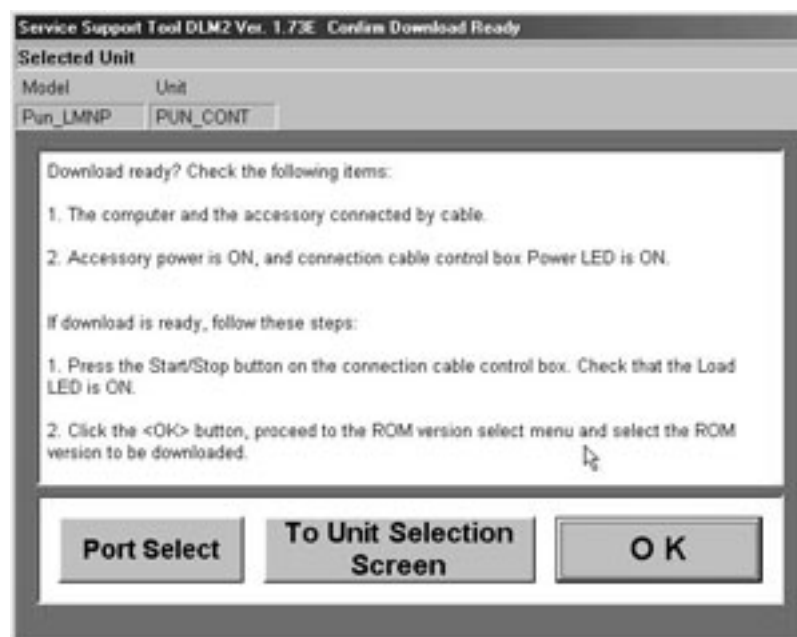 Service Support Tool DLM2 Ver. 1.73E Confirm Download Ready
Selected Unit
Model Unit
Pun_LMNP PUN_CONT
Download ready? Check the following items:
1. The computer and the accessory connected by cable.
2. Accessory power is ON, and connection cable control box Power LED is ON.
If download is ready, follow these steps:
1. Press the Start/Stop button on the connection cable control box. Check that the Load
LED is ON.
2. Click the <OK> button, proceed to the ROM version select menu and select the ROM
version to be downloaded.
Port Select
To Unit Selection
Screen
O K